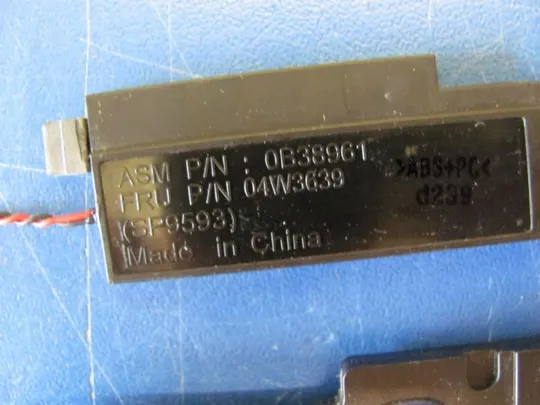 ASM P/N : 0B38961
FRU P/N 04W3639
(SP9593)
Made in China
>ABS+PC<
d239